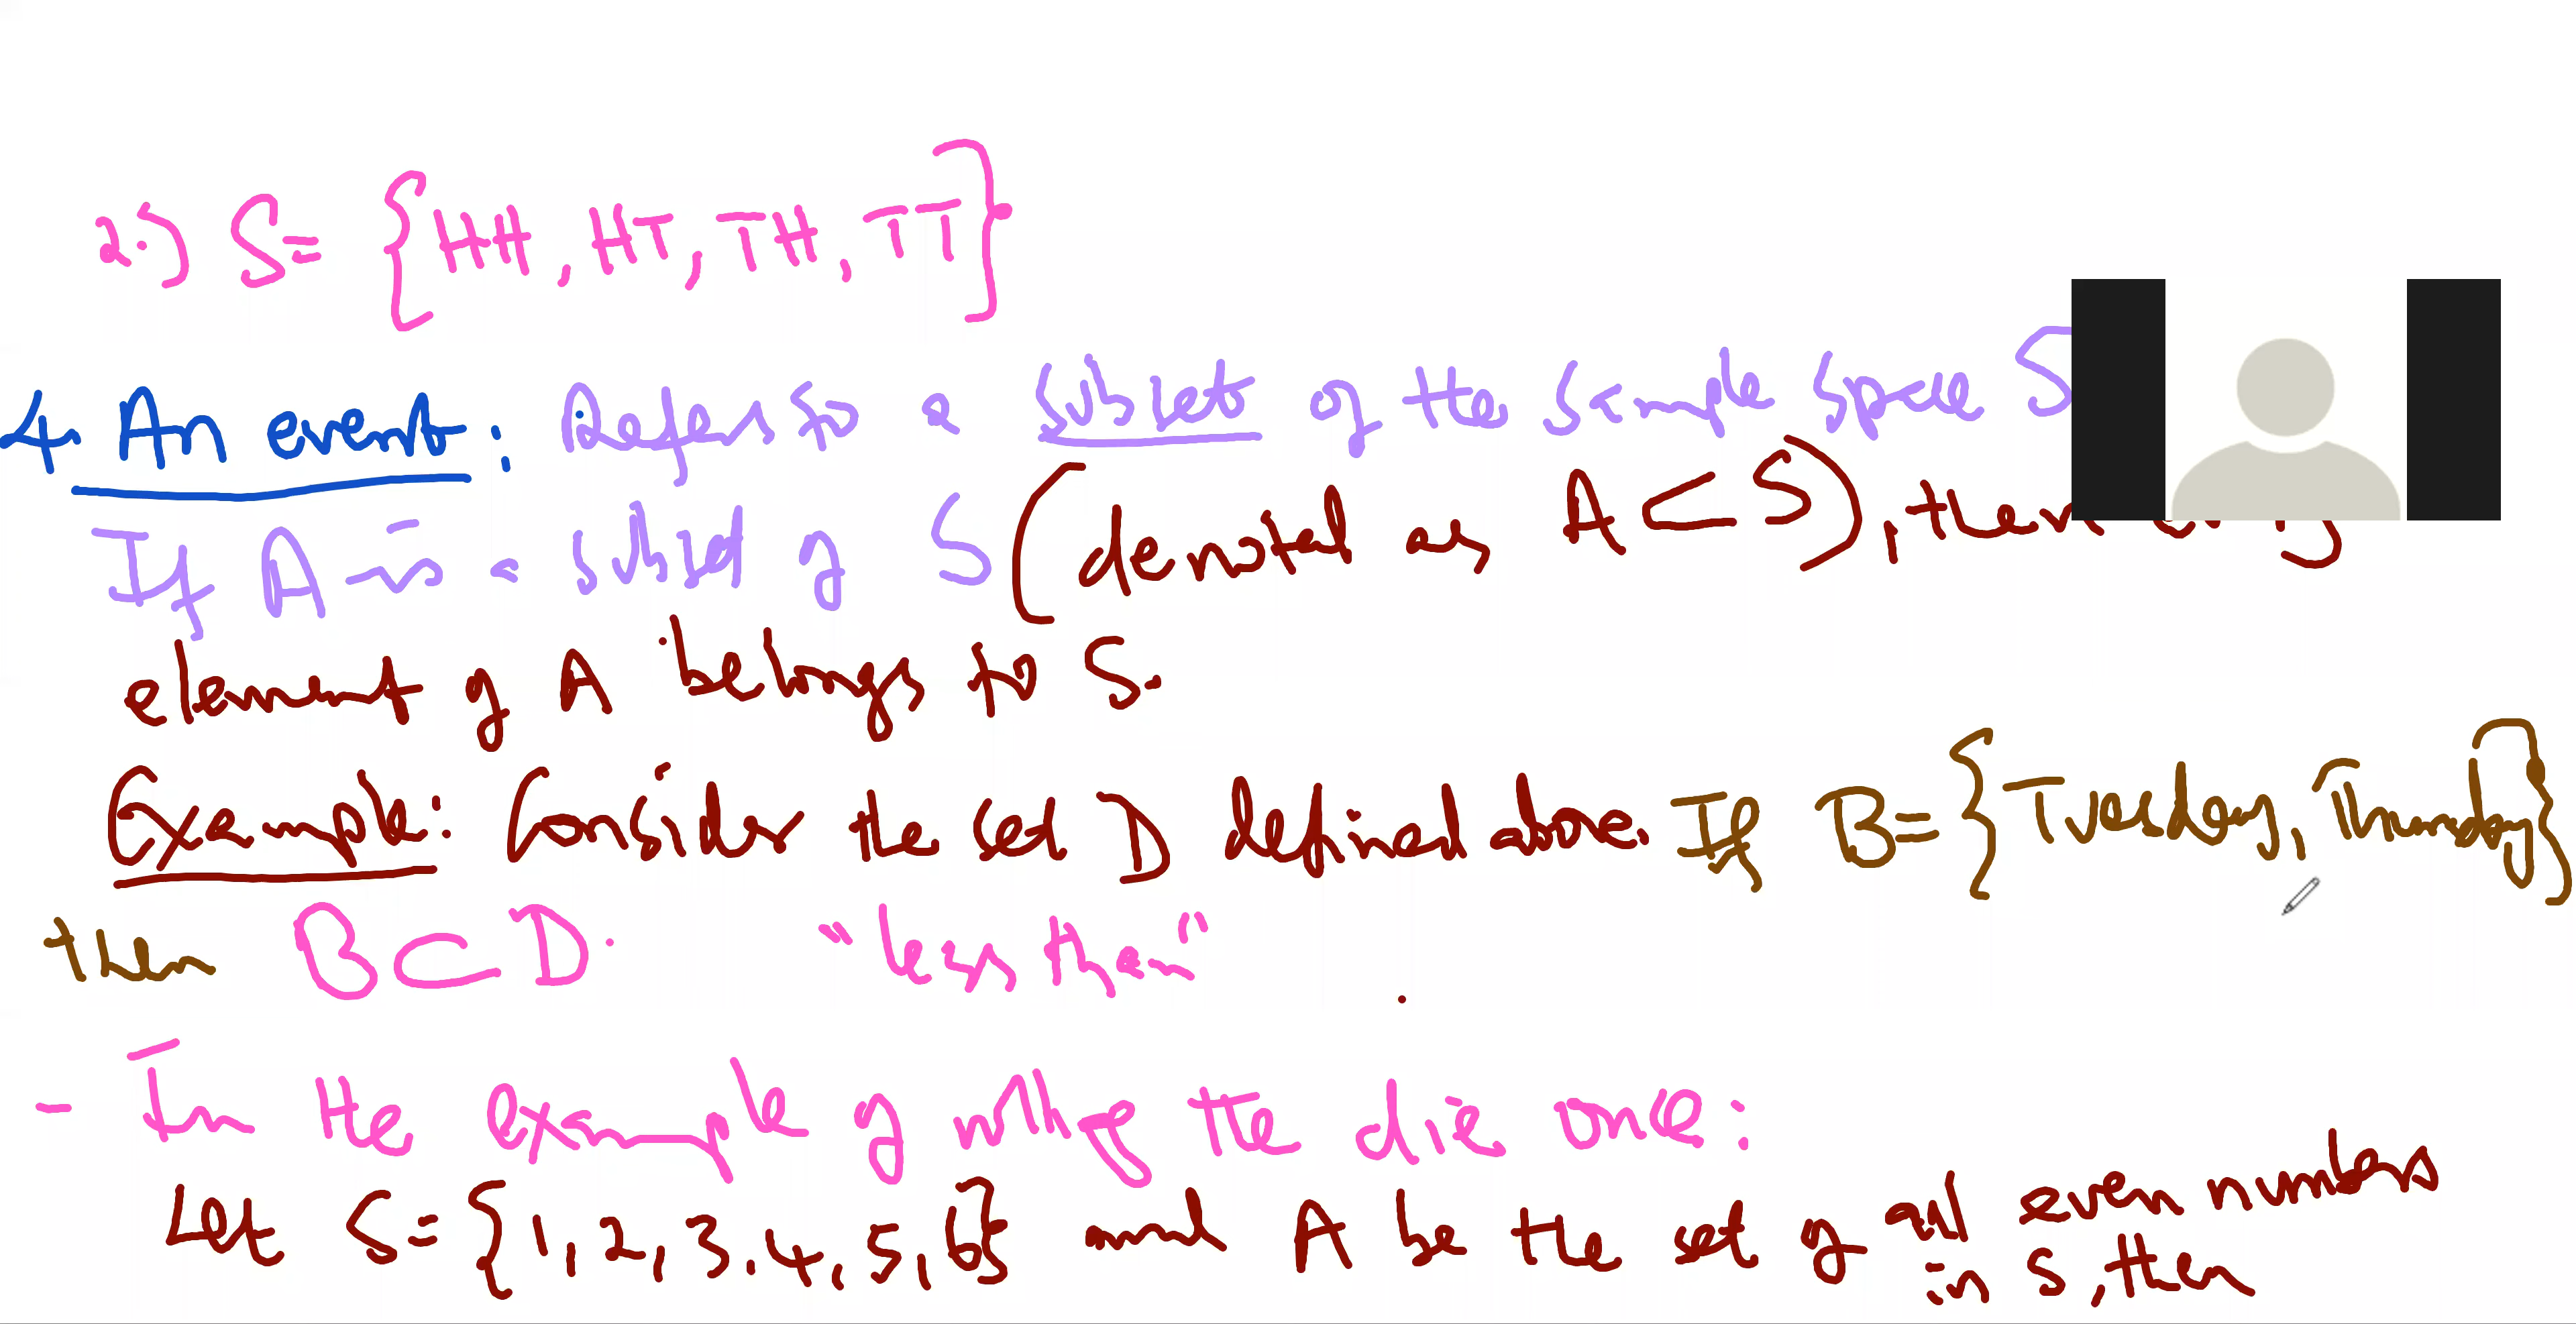 2.) S= {HH, HT, TH, TT}
4. An event: Refers to a subset of the sample space S
If A is a subset of S (denoted as A ⊂ S), then
element of A belongs to S.
Example: Consider the set D defined above. If B= {Tuesday, Thursday}
then B ⊂ D. "less than"
- In the example of rolling the die once:
Let S= {1, 2, 3, 4, 5, 6} and A be the set of all even numbers
in S, then